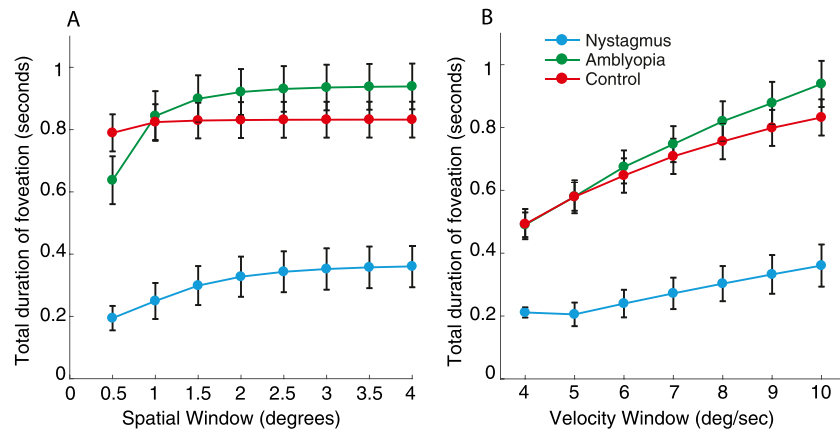 A
Total duration of foveation (seconds)
1
0.8
0.6
0.4
0.2
0
0 0.5 1 1.5 2 2.5 3 3.5 4
Spatial Window (degrees)
B
Nystagmus
Amblyopia
Control
Total duration of foveation (seconds)
1
0.8
0.6
0.4
0.2
0
4 5 6 7 8 9 10
Velocity Window (deg/sec)